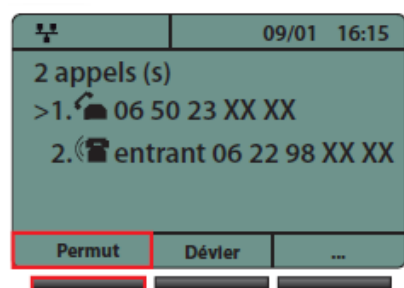 09/01 16:15
2 appels (s)
>1. 06 50 23 XX XX
2. entrant 06 22 98 XX XX
Permut Dévier ...